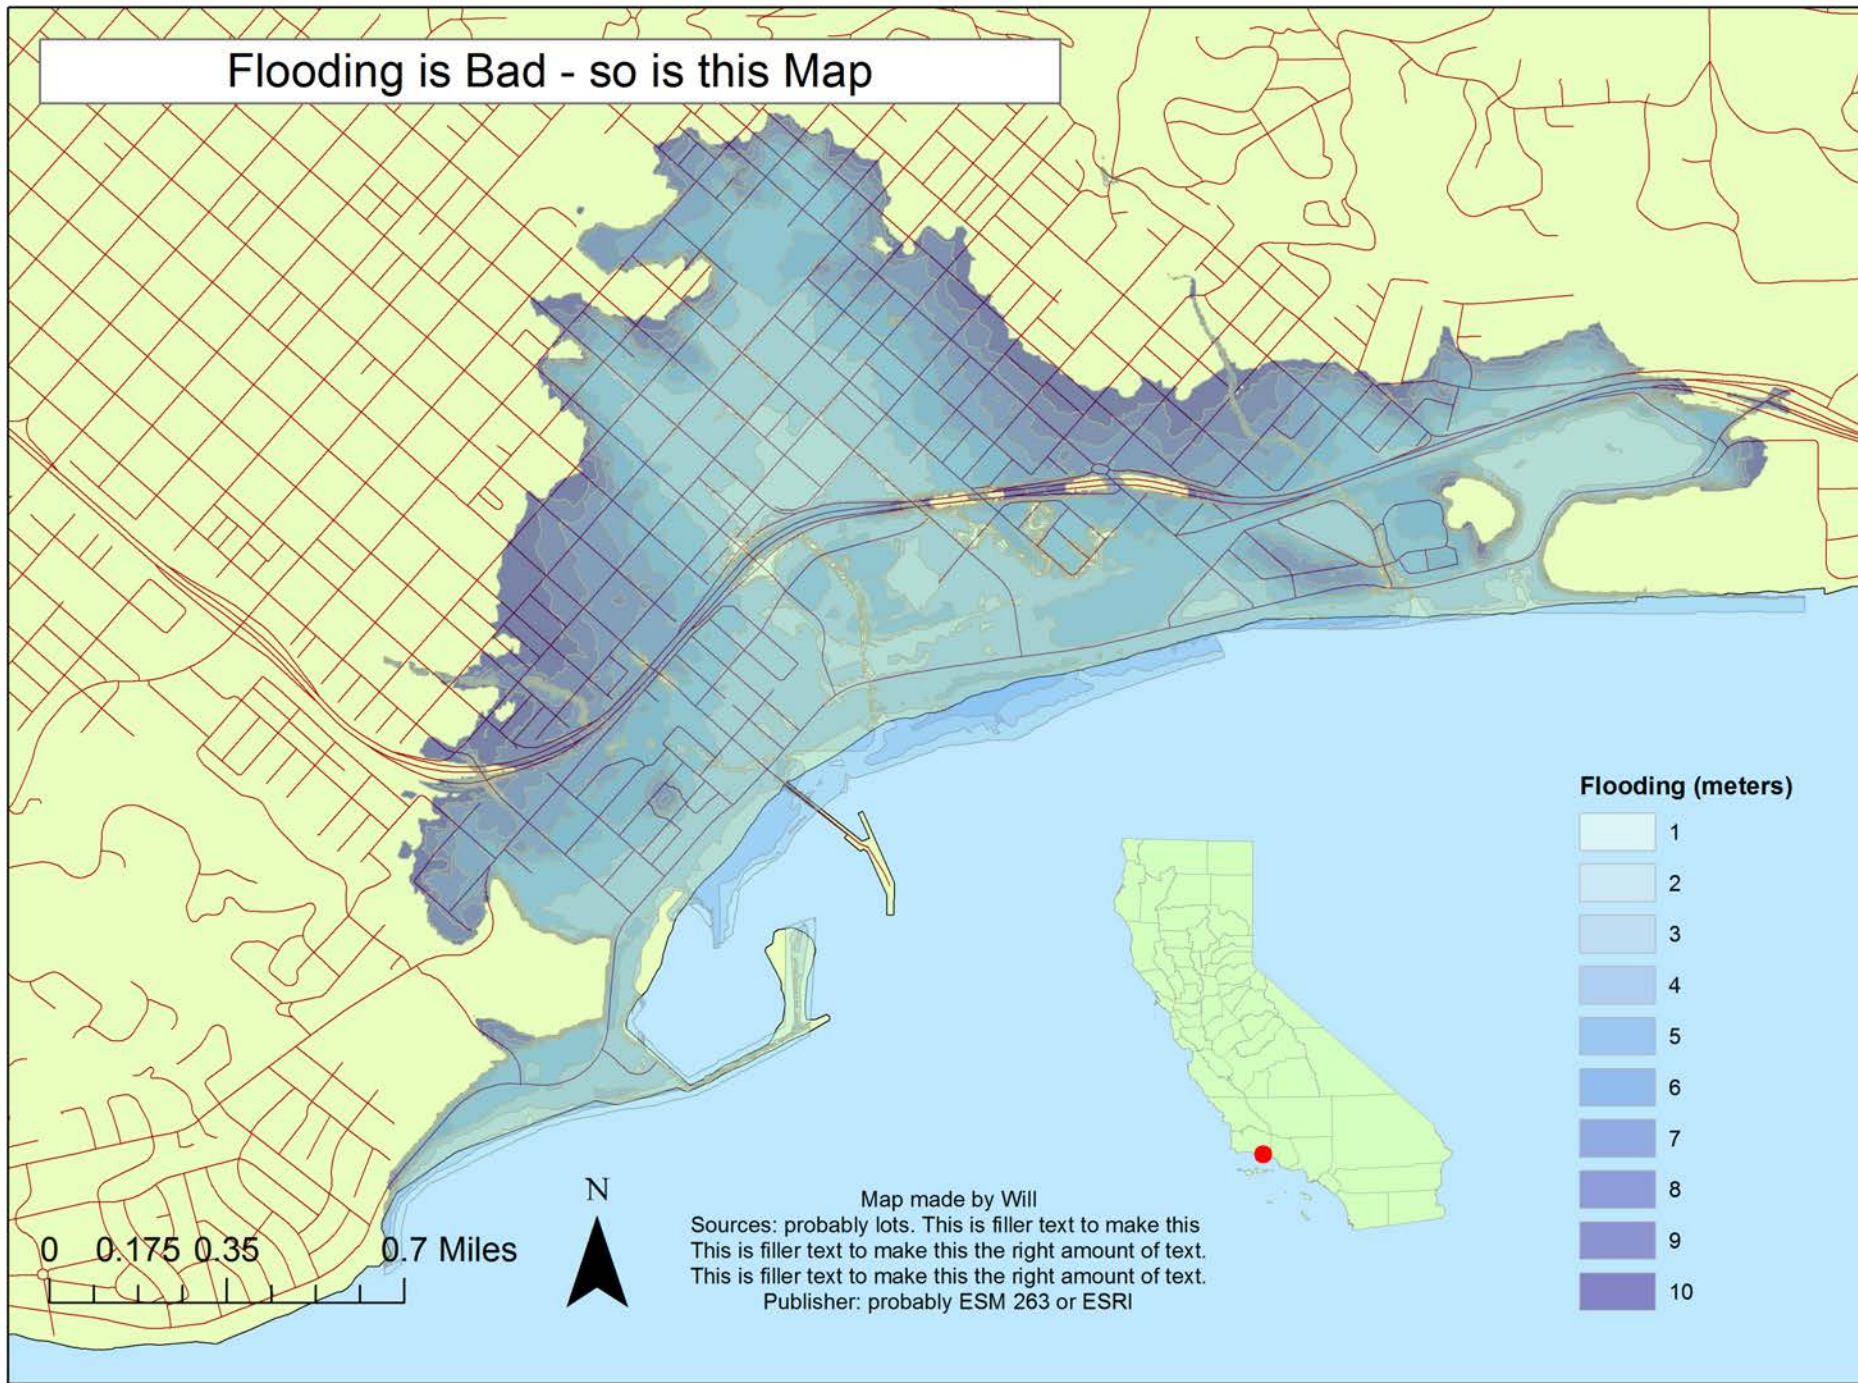 Flooding is Bad - so is this Map
Flooding (meters)
1
2
3
4
5
6
7
8
9
10
N
0 0.175 0.35 0.7 Miles
Map made by Will
Sources: probably lots. This is filler text to make this
This is filler text to make this the right amount of text.
This is filler text to make this the right amount of text.
Publisher: probably ESM 263 or ESRI